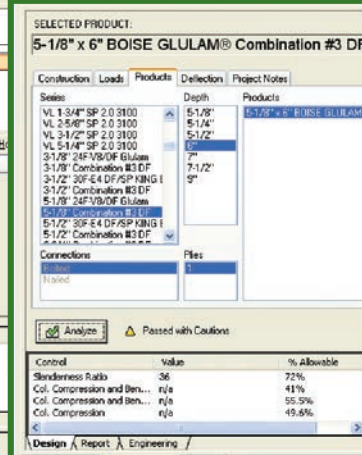 SELECTED PRODUCT:
5-1/8" x 6" BOISE GLULAM® Combination #3 DF
Construction Loads Products Deflection Project Notes
Series Depth Products
VL 1-3/4" SP 2.0 3100
VL 2-5/8" SP 2.0 3100
VL 3-1/2" SP 2.0 3100
VL 5-1/4" SP 2.0 3100
3-1/8" 24F-V8/DF Glulam
3-1/8" Combination #3 DF
3-1/2" 30F-E4 DF/SP KING
3-1/2" Combination #3 DF
5-1/8" 24F-V8/DF Glulam
5-1/8" Combination #3 DF
5-1/2" 30F-E4 DF/SP KING
5-1/2" Combination #3 DF
5-1/8"
5-1/4"
5-1/2"
6"
7"
7-1/2"
9"
5-1/8" x 6" BOISE GLULAM
Connections Plies
Bolted 1
Nailed
Analyze Passed with Cautions
Control Value % Allowable
Slenderness Ratio 36 72%
Col. Compression and Ben... n/a 41%
Col. Compression and Ben... n/a 55.5%
Col. Compression n/a 49.6%
Design Report Engineering